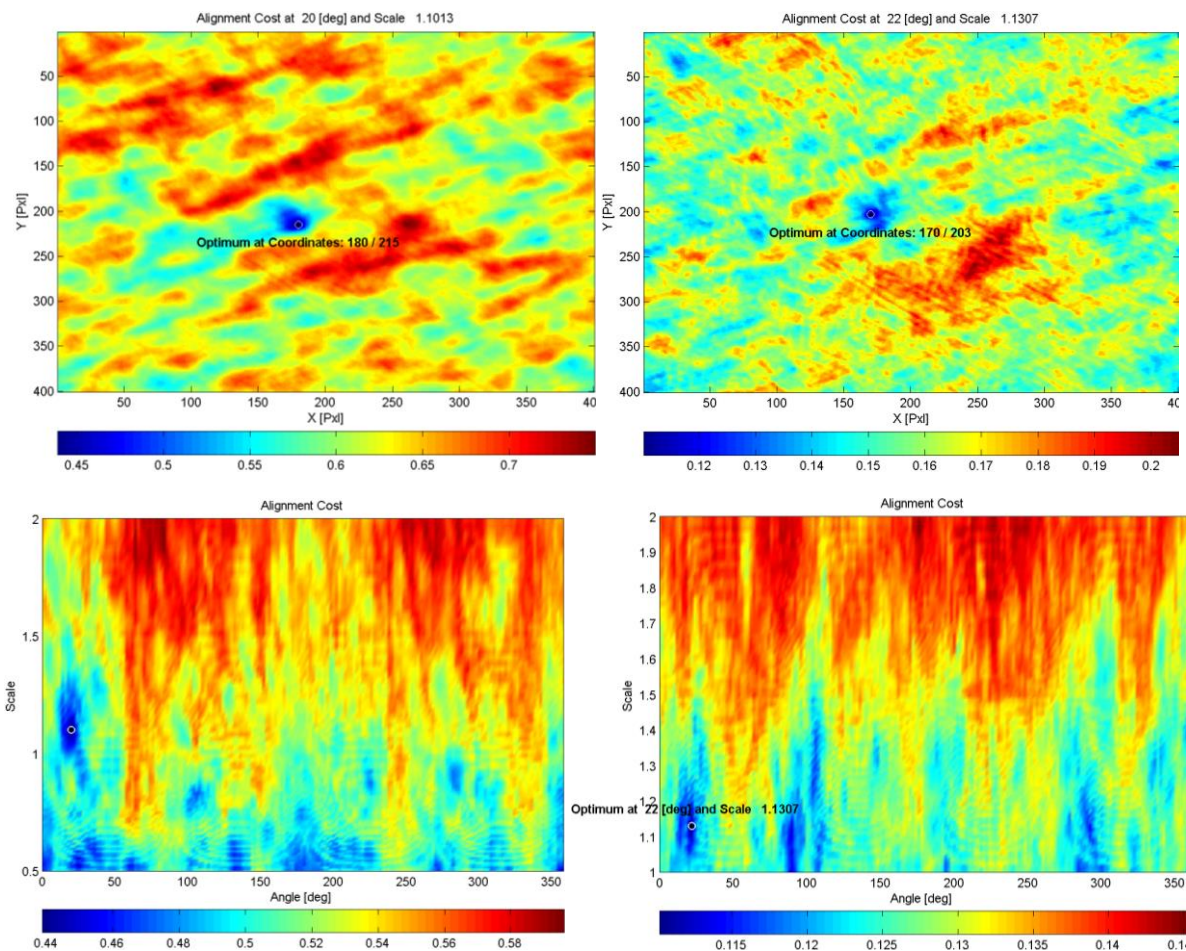 Alignment Cost at 20 [deg] and Scale 1.1013
50
100
150
200
250
300
350
400
Y [Pxl]
Optimum at Coordinates: 180 / 215
50 100 150 200 250 300 350 40
X [Pxl]
0.45 0.5 0.55 0.6 0.65 0.7
Alignment Cost at 22 [deg] and Scale 1.1307
50
100
150
200
250
300
350
400
Y [Pxl]
Optimum at Coordinates: 170 / 203
50 100 150 200 250 300 350 40
X [Pxl]
0.12 0.13 0.14 0.15 0.16 0.17 0.18 0.19 0.2
Alignment Cost
2
1.5
1
0.5
Scale
0 50 100 150 200 250 300 350
Angle [deg]
0.44 0.46 0.48 0.5 0.52 0.54 0.56 0.58
Alignment Cost
2
1.9
1.8
1.7
1.6
1.5
1.4
1.3
1.2
1.1
1
Scale
Optimum at 22 [deg] and Scale 1.1307
0 50 100 150 200 250 300 350
Angle [deg]
0.115 0.12 0.125 0.13 0.135 0.14